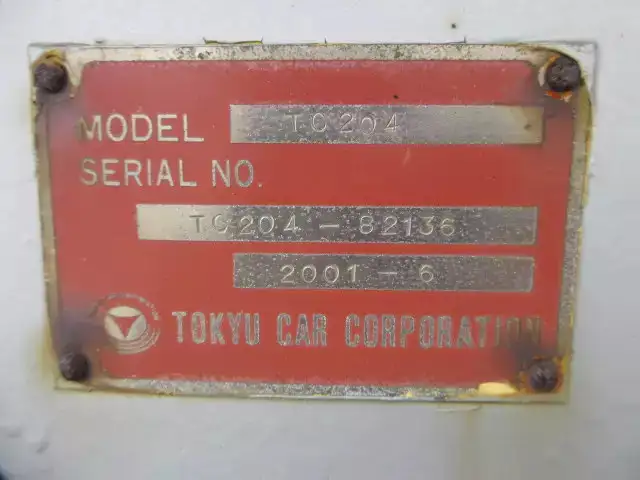 MODEL TC204
SERIAL NO.
TC204-82136
2001-6
TOKYU CAR CORPORATION